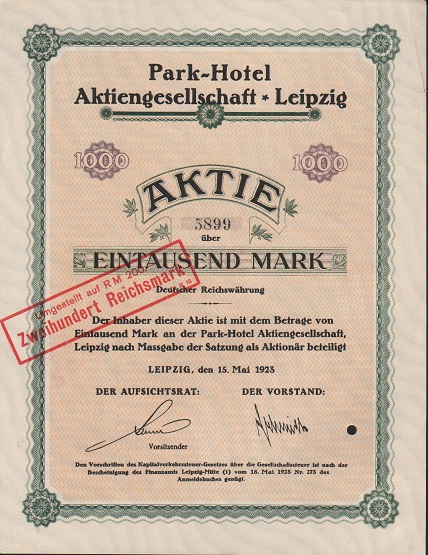 Park-Hotel
Aktiengesellschaft * Leipzig
1000 1000
AKTIE
5899
über
EINTAUSEND MARK
Deutscher Reichswährung
Umgestellt auf RM 200.-
Zweihundert Reichsmark
Der Inhaber dieser Aktie ist mit dem Betrage von
Eintausend Mark an der Park-Hotel Aktiengesellschaft,
Leipzig nach Massgabe der Satzung als Aktionär beteiligt
LEIPZIG, den 15. Mai 1923
DER AUFSICHTSRAT: DER VORSTAND:
Vorsitzender
Den Vorschriften des Kapitalverkehrsteuer-Gesetzes über die Gesellschaftsteuer ist nach
Bescheinigung des Finanzamts Leipzig-Mitte (1) vom 18. Mai 1923 Nr. 273 des
Anmeldebuches genügt.